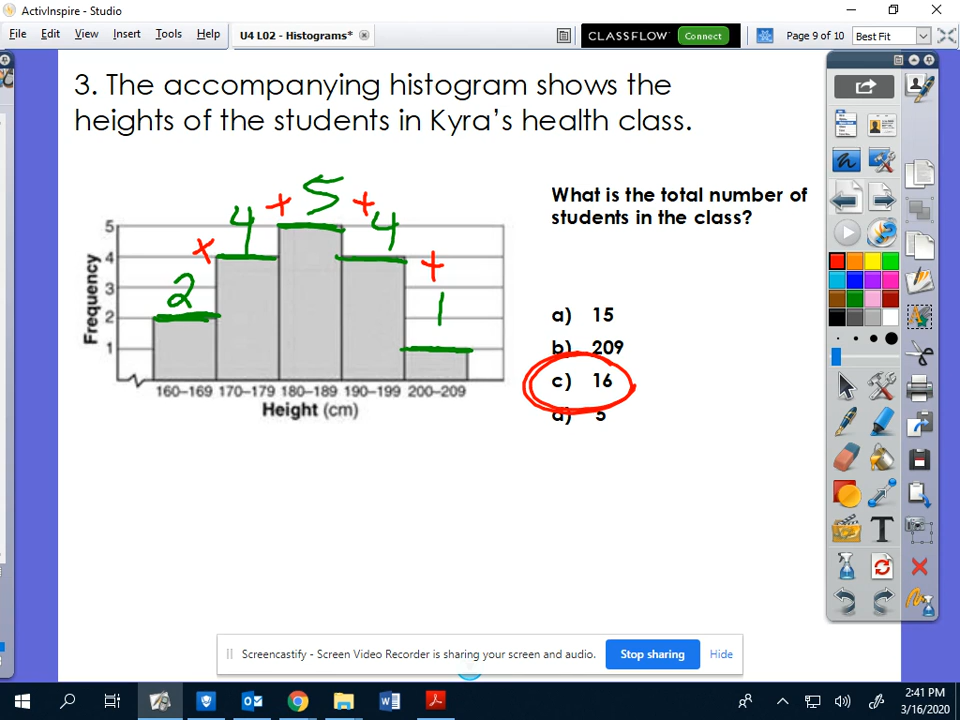 ActivInspire - Studio
File Edit View Insert Tools Help U4 L02 - Histograms* CLASSFLOW Connect Page 9 of 10 Best Fit
3. The accompanying histogram shows the
heights of the students in Kyra's health class.
What is the total number of
students in the class?
a) 15
b) 209
c) 16
d) 5
2 + 4 + 5 + 4 + 1
5
4
3
2
1
Frequency
160–169 170–179 180–189 190–199 200–209
Height (cm)
T
Screencastify - Screen Video Recorder is sharing your screen and audio. Stop sharing Hide
2:41 PM
3/16/2020